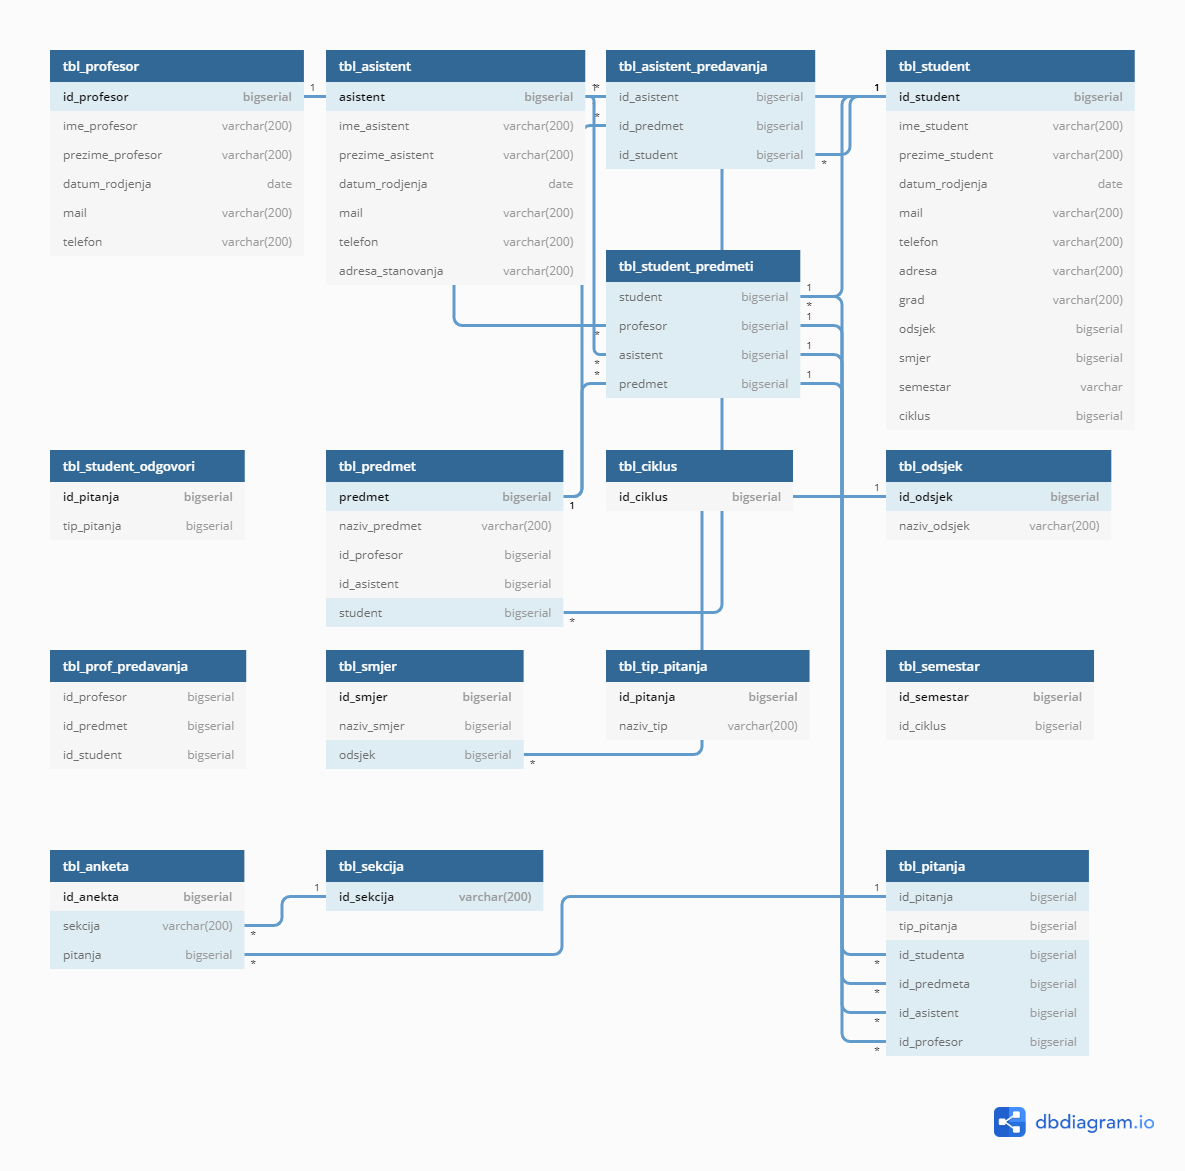 tbl_profesor
id_profesor bigserial
ime_profesor varchar(200)
prezime_profesor varchar(200)
datum_rodjenja date
mail varchar(200)
telefon varchar(200)
1
tbl_asistent
asistent bigserial
ime_asistent varchar(200)
prezime_asistent varchar(200)
datum_rodjenja date
mail varchar(200)
telefon varchar(200)
adresa_stanovanja varchar(200)
1
*
*
tbl_asistent_predavanja
id_asistent bigserial
id_predmet bigserial
id_student bigserial
*
1
tbl_student
id_student bigserial
ime_student varchar(200)
prezime_student varchar(200)
datum_rodjenja date
mail varchar(200)
telefon varchar(200)
adresa varchar(200)
grad varchar(200)
odsjek bigserial
smjer bigserial
semestar varchar
ciklus bigserial
tbl_student_predmeti
student bigserial
profesor bigserial
asistent bigserial
predmet bigserial
1
*
1
1
1
*
*
*
tbl_student_odgovori
id_pitanja bigserial
tip_pitanja bigserial
tbl_predmet
predmet bigserial
naziv_predmet varchar(200)
id_profesor bigserial
id_asistent bigserial
student bigserial
1
*
tbl_ciklus
id_ciklus bigserial
1
tbl_odsjek
id_odsjek bigserial
naziv_odsjek varchar(200)
tbl_prof_predavanja
id_profesor bigserial
id_predmet bigserial
id_student bigserial
tbl_smjer
id_smjer bigserial
naziv_smjer bigserial
odsjek bigserial
*
tbl_tip_pitanja
id_pitanja bigserial
naziv_tip varchar(200)
tbl_semestar
id_semestar bigserial
id_ciklus bigserial
tbl_anketa
id_anekta bigserial
sekcija varchar(200)
pitanja bigserial
*
*
1
tbl_sekcija
id_sekcija varchar(200)
1
tbl_pitanja
id_pitanja bigserial
tip_pitanja bigserial
id_studenta bigserial
id_predmeta bigserial
id_asistent bigserial
id_profesor bigserial
*
*
*
*
dbdiagram.io